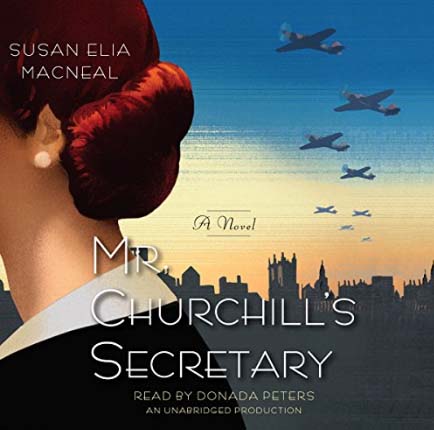 SUSAN ELIA
MACNEAL
A Novel
MR.
CHURCHILL'S
SECRETARY
READ BY DONADA PETERS
AN UNABRIDGED PRODUCTION